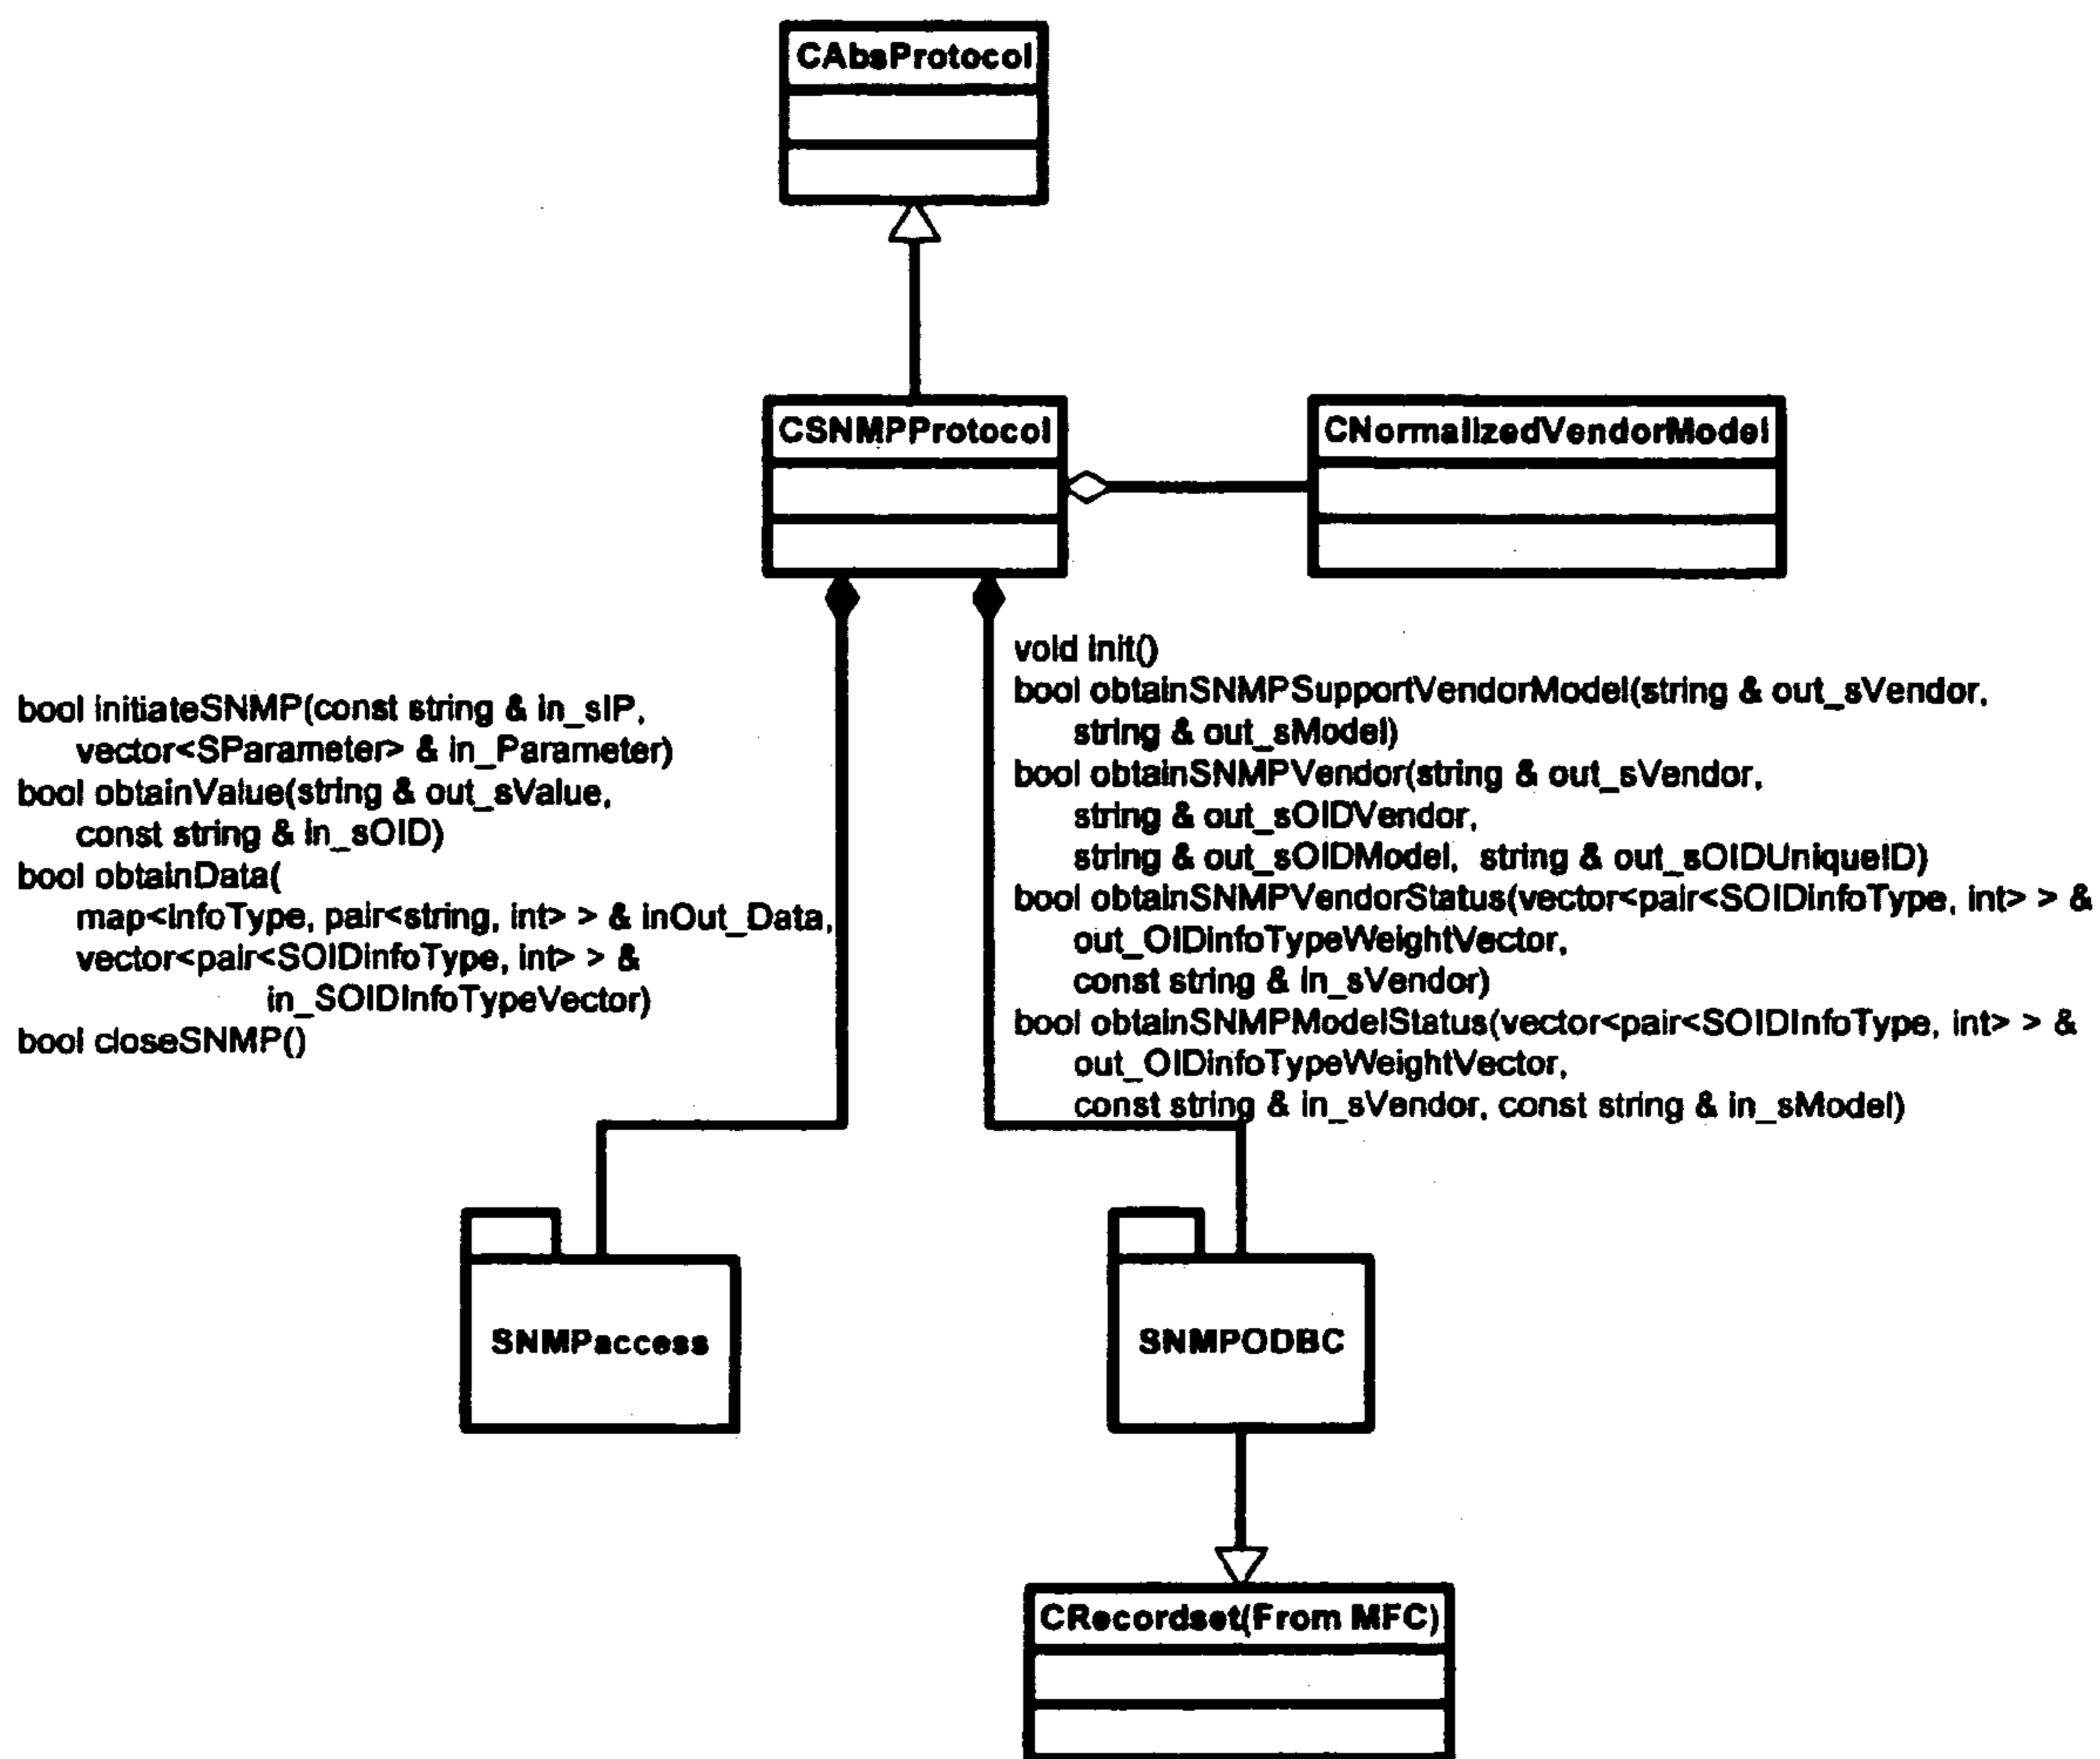 CAbsProtocol
CSNMPProtocol
CNormalizedVendorModel
bool initiateSNMP(const string & in_sIP,
vector<SParameter> & in_Parameter)
bool obtainValue(string & out_sValue,
const string & in_sOID)
bool obtainData(
map<infoType, pair<string, int> > & inOut_Data,
vector<pair<SOIDinfoType, int> > &
in_SOIDInfoTypeVector)
bool closeSNMP()
void init()
bool obtainSNMPSupportVendorModel(string & out_sVendor,
string & out_sModel)
bool obtainSNMPVendor(string & out_sVendor,
string & out_sOIDVendor,
string & out_sOIDModel, string & out_sOIDUniqueID)
bool obtainSNMPVendorStatus(vector<pair<SOIDinfoType, int> > &
out_OIDinfoTypeWeightVector,
const string & in_sVendor)
bool obtainSNMPModelStatus(vector<pair<SOIDInfoType, int> > &
out_OIDinfoTypeWeightVector,
const string & in_sVendor, const string & in_sModel)
SNMPaccess
SNMPODBC
CRecordset(From MFC)